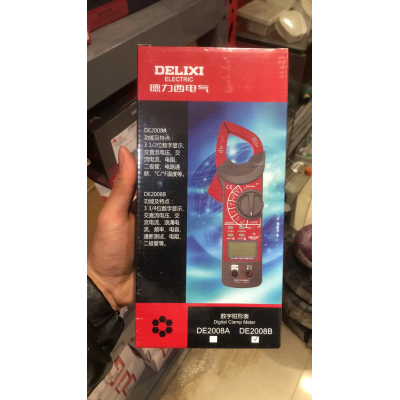 DELIXI
ELECTRIC
德力西电气
DE2008A
功能及特点：
3 1/2位数字显示,
交直流电压、交
流电流、电阻、
二极管、电路通
断、℃/℉温度等。
DE2008B
功能及特点：
3 3/4位数字显示,
交直流电压、交
流电流、浪涌电
流、频率、电容、
通断测试、电阻、
二极管等。
数字钳形表
Digital Clamp Meter
DE2008A DE2008B